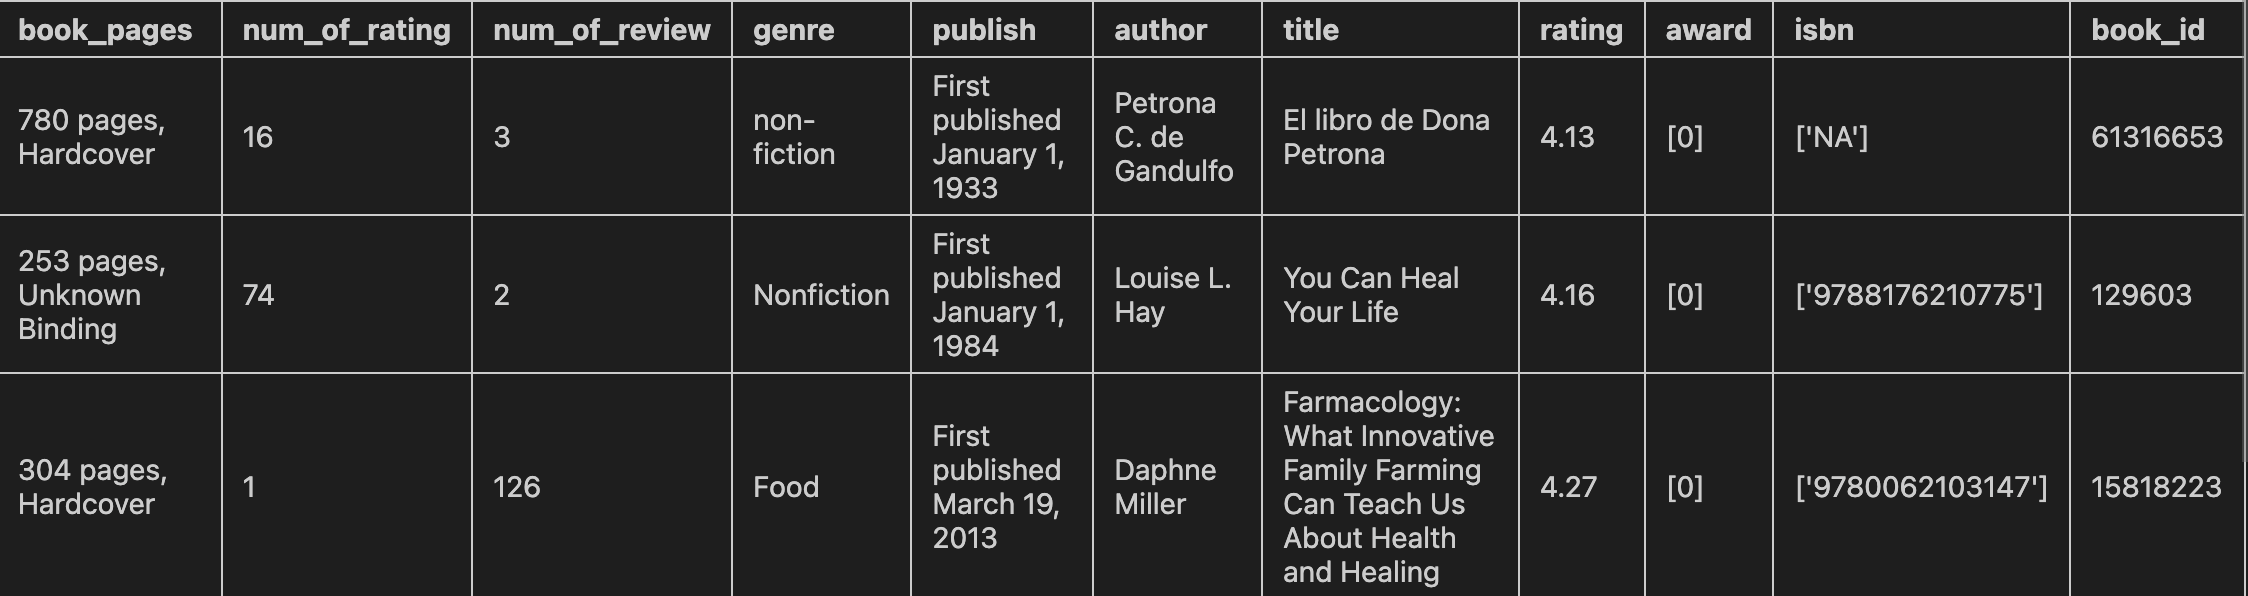 book_pages num_of_rating num_of_review genre publish author title rating award isbn book_id
780 pages, Hardcover 16 3 non-fiction First published January 1, 1933 Petrona C. de Gandulfo El libro de Dona Petrona 4.13 [0] ['NA'] 61316653
253 pages, Unknown Binding 74 2 Nonfiction First published January 1, 1984 Louise L. Hay You Can Heal Your Life 4.16 [0] ['9788176210775'] 129603
304 pages, Hardcover 1 126 Food First published March 19, 2013 Daphne Miller Farmacology: What Innovative Family Farming Can Teach Us About Health and Healing 4.27 [0] ['9780062103147'] 15818223